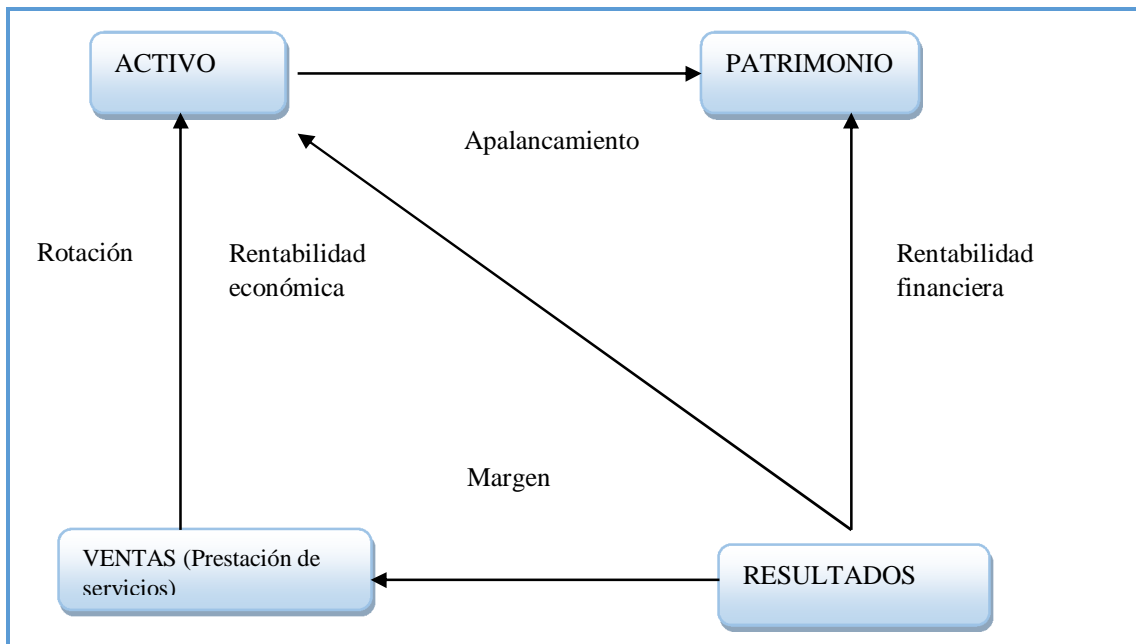 ACTIVO
PATRIMONIO
Apalancamiento
Rotación
Rentabilidad
económica
Rentabilidad
financiera
Margen
VENTAS (Prestación de
servicios)
RESULTADOS